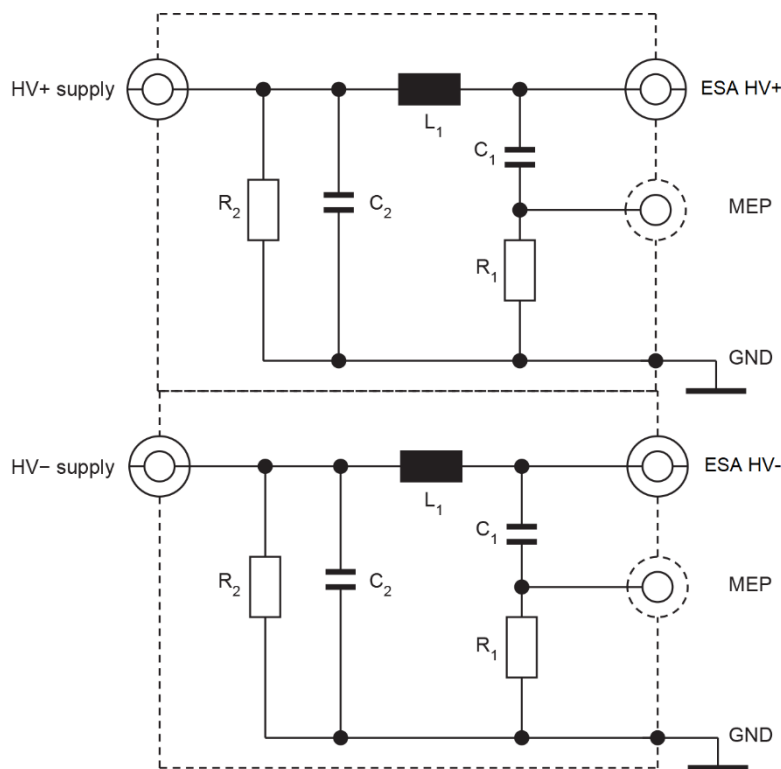 HV+ supply
ESA HV+
L₁
C₁
MEP
R₂
C₂
R₁
GND
HV− supply
ESA HV-
L₁
C₁
MEP
R₂
C₂
R₁
GND